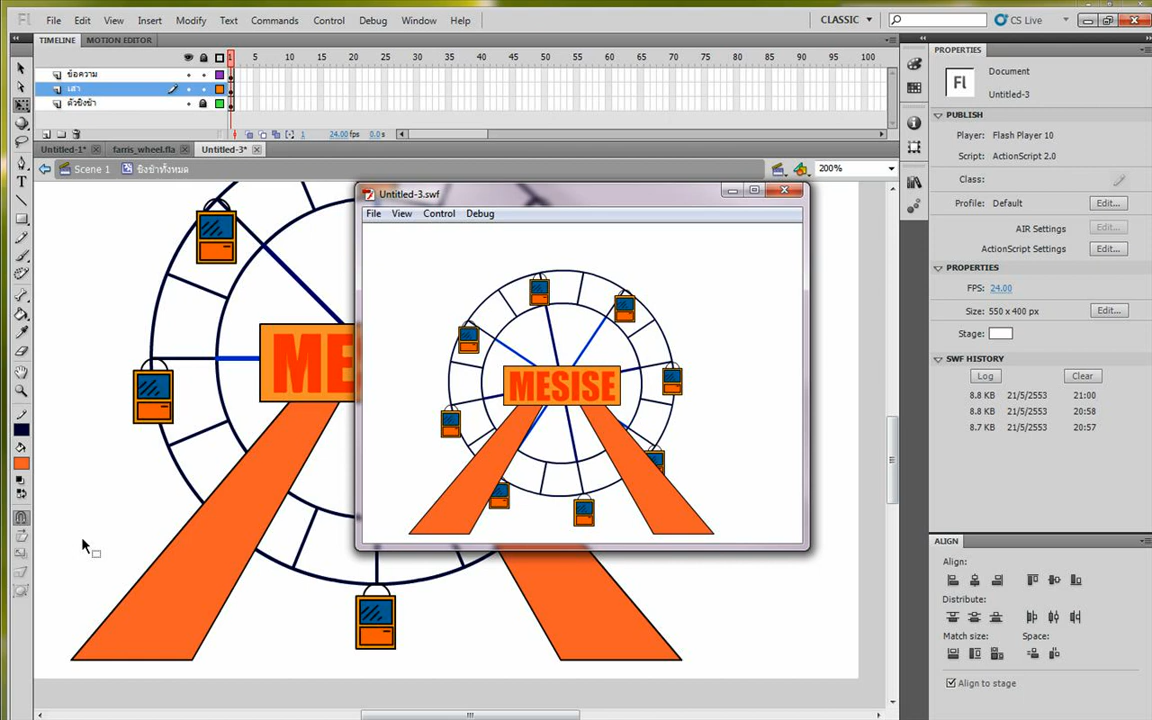 Fl File Edit View Insert Modify Text Commands Control Debug Window Help CLASSIC CS Live
TIMELINE MOTION EDITOR
1 5 10 15 20 25 30 35 40 45 50 55 60 65 70 75 80 85 90 95 100
ข้อความ
เสา
ตัวชิงช้า
1 24.00 fps 0.0 s
Untitled-1* farris_wheel.fla Untitled-3*
Scene 1 ชิงช้าทั้งหมด 200%
ME
Untitled-3.swf
File View Control Debug
MESISE
PROPERTIES
Fl Document
Untitled-3
PUBLISH
Player: Flash Player 10
Script: ActionScript 2.0
Class:
Profile: Default Edit...
AIR Settings Edit...
ActionScript Settings Edit...
PROPERTIES
FPS: 24.00
Size: 550 x 400 px Edit...
Stage:
SWF HISTORY
Log Clear
8.8 KB 21/5/2553 21:00
8.8 KB 21/5/2553 20:58
8.7 KB 21/5/2553 20:57
ALIGN
Align:
Distribute:
Match size: Space:
Align to stage